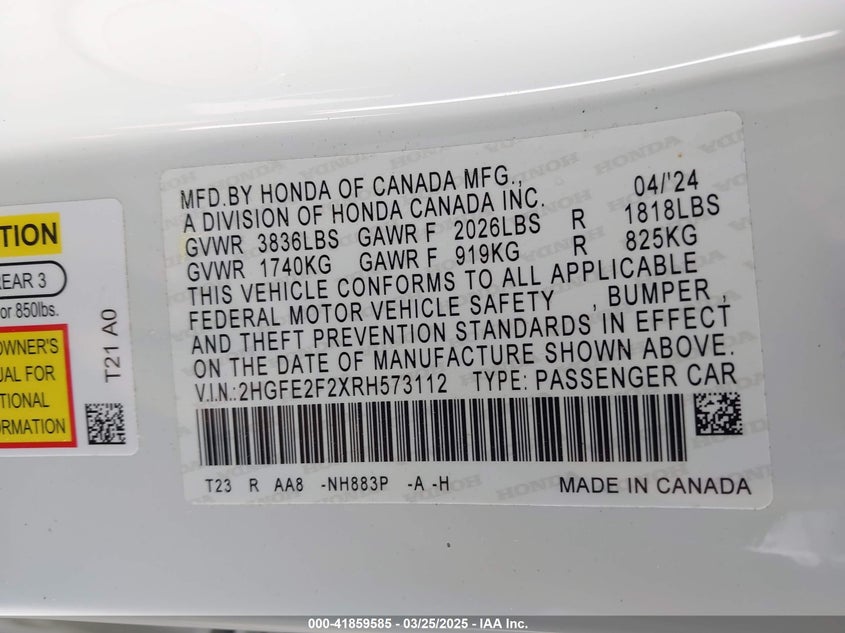 MFD.BY HONDA OF CANADA MFG., 04/'24
A DIVISION OF HONDA CANADA INC.
GVWR 3836LBS GAWR F 2026LBS R 1818LBS
GVWR 1740KG GAWR F 919KG R 825KG
THIS VEHICLE CONFORMS TO ALL APPLICABLE
FEDERAL MOTOR VEHICLE SAFETY , BUMPER ,
AND THEFT PREVENTION STANDARDS IN EFFECT
ON THE DATE OF MANUFACTURE SHOWN ABOVE.
V.I.N.:2HGFE2F2XRH573112 TYPE: PASSENGER CAR
T23 R AA8 -NH883P -A -H MADE IN CANADA
TION
REAR 3
or 850lbs.
OWNER'S
UAL FOR
TIONAL
ORMATION
T21 A0
000-41859585 - 03/25/2025 - IAA Inc.